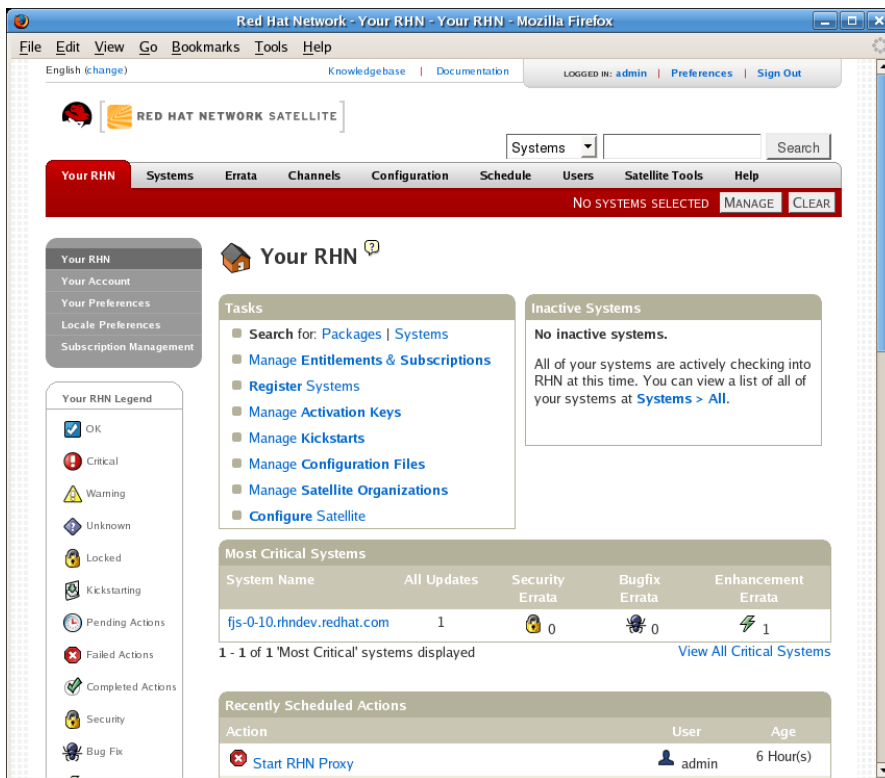 Red Hat Network - Your RHN - Your RHN - Mozilla Firefox
File Edit View Go Bookmarks Tools Help
English (change)
Knowledgebase | Documentation
LOGGED IN: admin | Preferences | Sign Out
RED HAT NETWORK SATELLITE
Systems
Search
Your RHN Systems Errata Channels Configuration Schedule Users Satellite Tools Help
NO SYSTEMS SELECTED MANAGE CLEAR
Your RHN
Your Account
Your Preferences
Locale Preferences
Subscription Management
Your RHN Legend
OK
Critical
Warning
Unknown
Locked
Kickstarting
Pending Actions
Failed Actions
Completed Actions
Security
Bug Fix
Your RHN ?
Tasks
Search for: Packages | Systems
Manage Entitlements & Subscriptions
Register Systems
Manage Activation Keys
Manage Kickstarts
Manage Configuration Files
Manage Satellite Organizations
Configure Satellite
Inactive Systems
No inactive systems.
All of your systems are actively checking into
RHN at this time. You can view a list of all of
your systems at Systems > All.
Most Critical Systems
System Name All Updates Security Errata Bugfix Errata Enhancement Errata
fjs-0-10.rhndev.redhat.com 1 0 0 1
1 - 1 of 1 'Most Critical' systems displayed
View All Critical Systems
Recently Scheduled Actions
Action User Age
Start RHN Proxy admin 6 Hour(s)